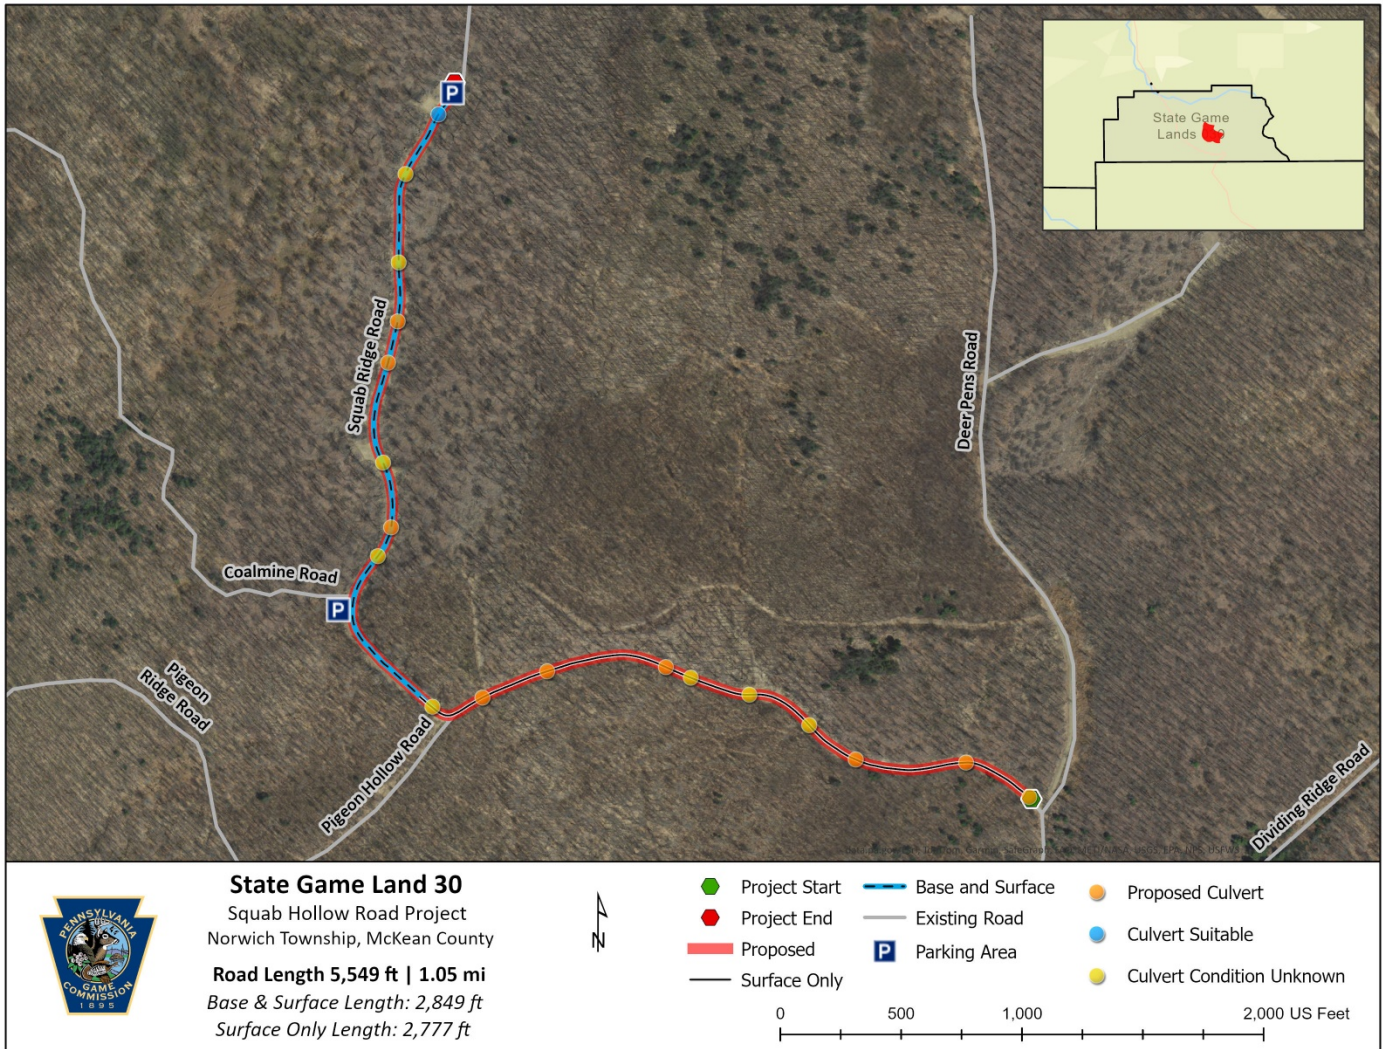 State Game
Lands
Squab Ridge Road
Deer Pens Road
Coalmine Road
Pigeon
Ridge Road
Pigeon Hollow Road
Dividing Ridge Road
PENNSYLVANIA
GAME
COMMISSION
1895
State Game Land 30
Squab Hollow Road Project
Norwich Township, McKean County
Road Length 5,549 ft | 1.05 mi
Base & Surface Length: 2,849 ft
Surface Only Length: 2,777 ft
N
Project Start
Project End
Proposed
Surface Only
Base and Surface
Existing Road
P Parking Area
Proposed Culvert
Culvert Suitable
Culvert Condition Unknown
0 500 1,000 2,000 US Feet
P
P